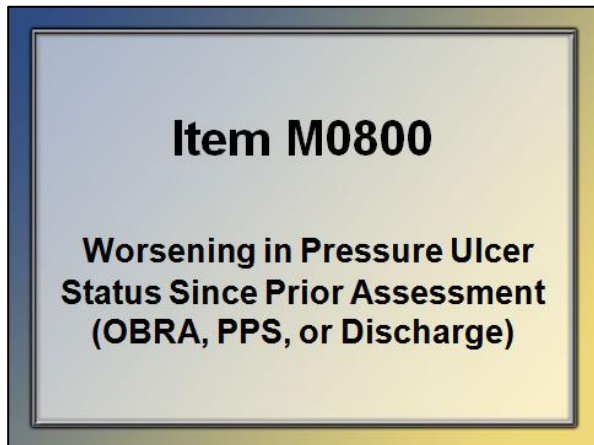 Item M0800
Worsening in Pressure Ulcer
Status Since Prior Assessment
(OBRA, PPS, or Discharge)